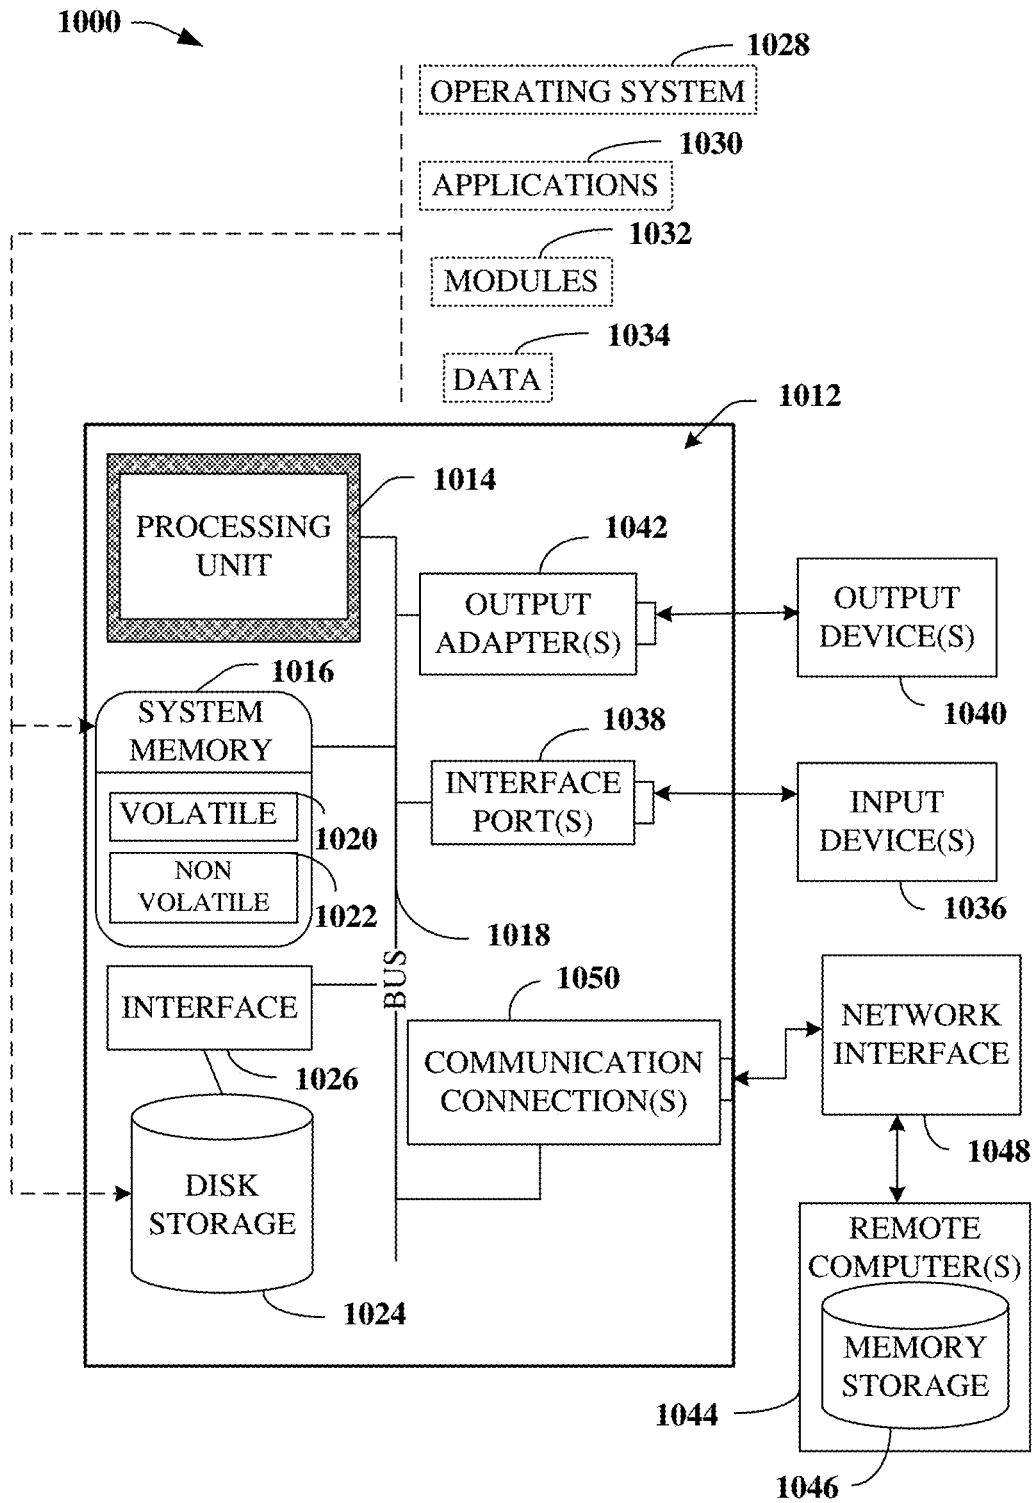 1000
1028
OPERATING SYSTEM
1030
APPLICATIONS
1032
MODULES
1034
DATA
1012
1014
PROCESSING
UNIT
1042
OUTPUT
ADAPTER(S)
OUTPUT
DEVICE(S)
1040
1016
SYSTEM
MEMORY
VOLATILE
1020
NON
VOLATILE
1022
1038
INTERFACE
PORT(S)
INPUT
DEVICE(S)
1036
1018
BUS
INTERFACE
1026
1050
COMMUNICATION
CONNECTION(S)
NETWORK
INTERFACE
1048
DISK
STORAGE
1024
REMOTE
COMPUTER(S)
MEMORY
STORAGE
1044
1046